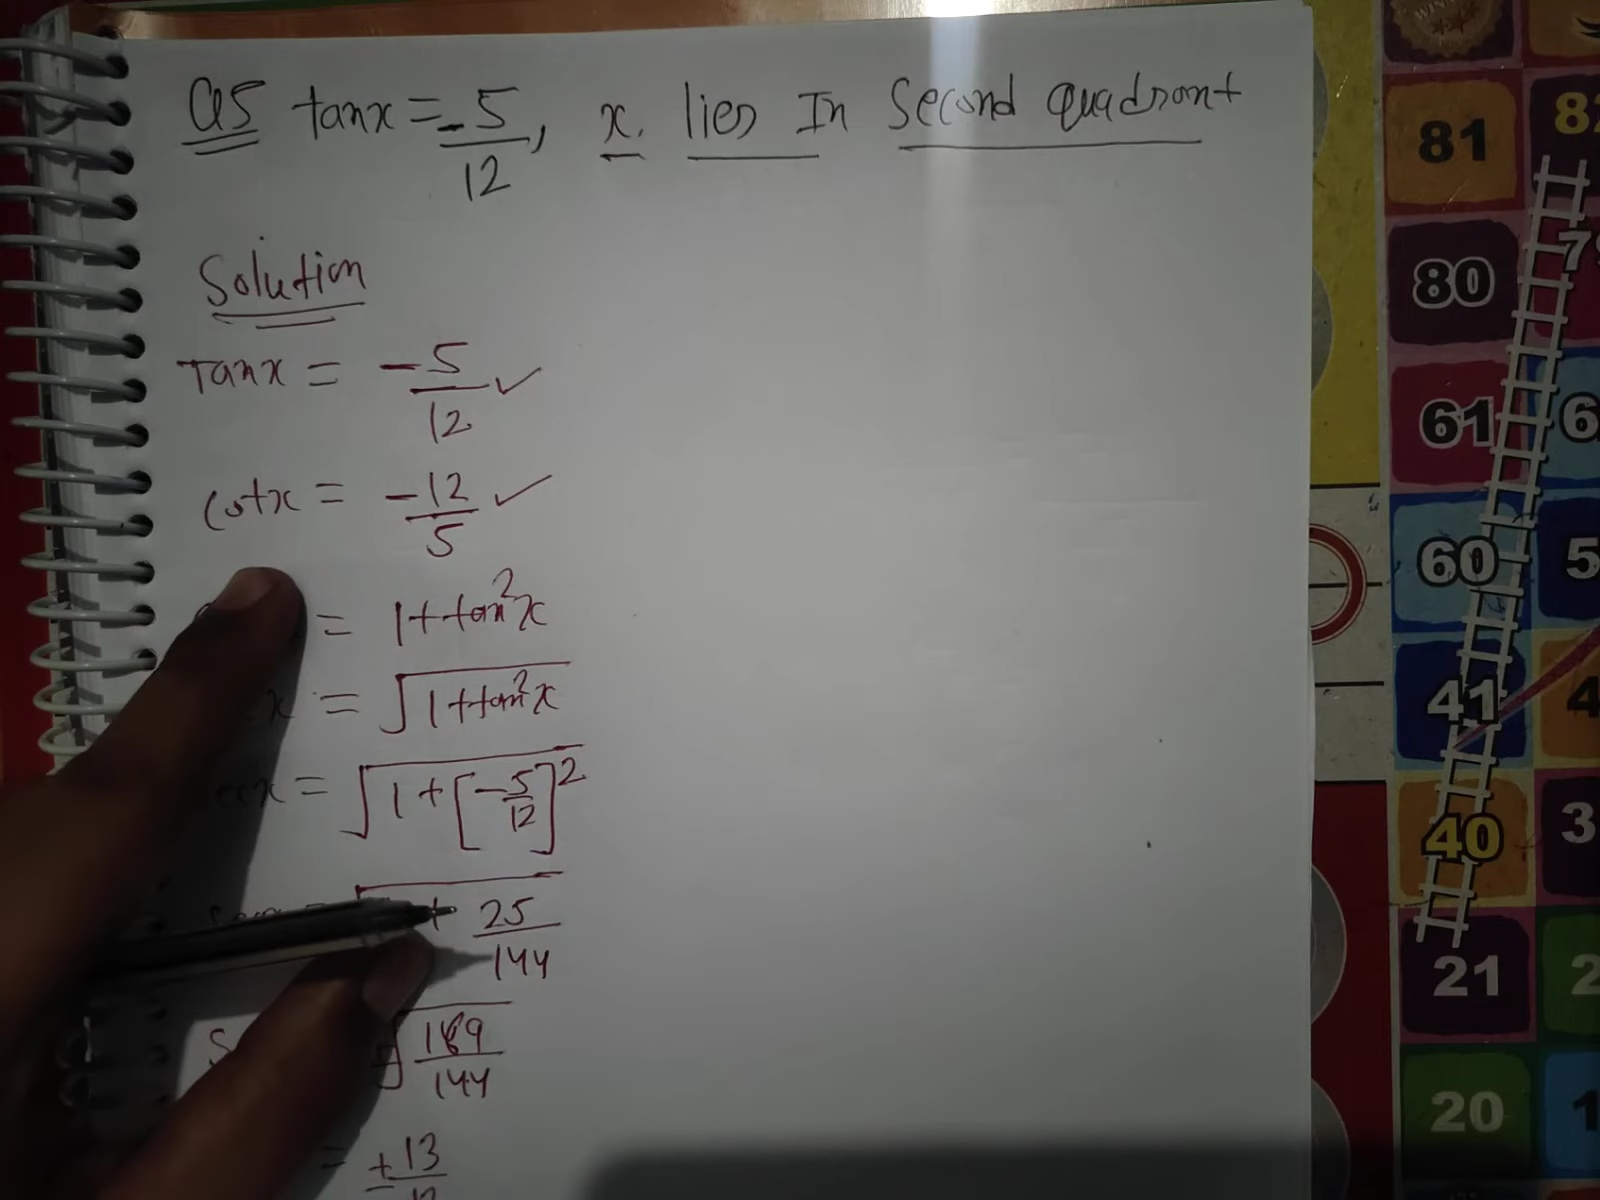 Q5 tanx = -5/12, x. lies In Second quadrant
Solution
Tanx = -5/12 ✓
cotx = -12/5 ✓
= 1+tan²x
x = √1+tan²x
= √1+[-5/12]²
+ 25/144
√169/144
= ±13
81
80
61
60
41
40
21
20